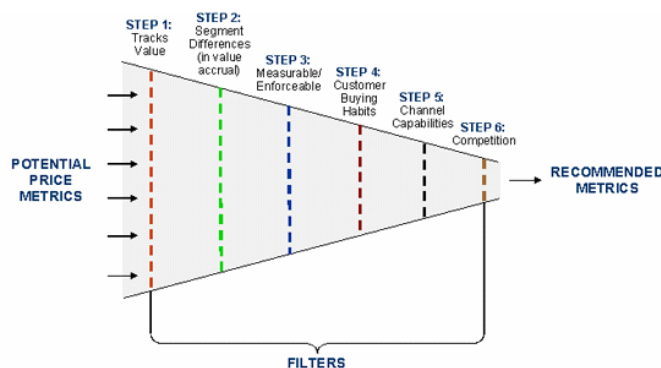 STEP 1:
Tracks
Value
STEP 2:
Segment
Differences
(in value
accrual)
STEP 3:
Measurable/
Enforceable
STEP 4:
Customer
Buying
Habits
STEP 5:
Channel
Capabilities
STEP 6:
Competition
POTENTIAL
PRICE
METRICS
RECOMMENDED
METRICS
FILTERS